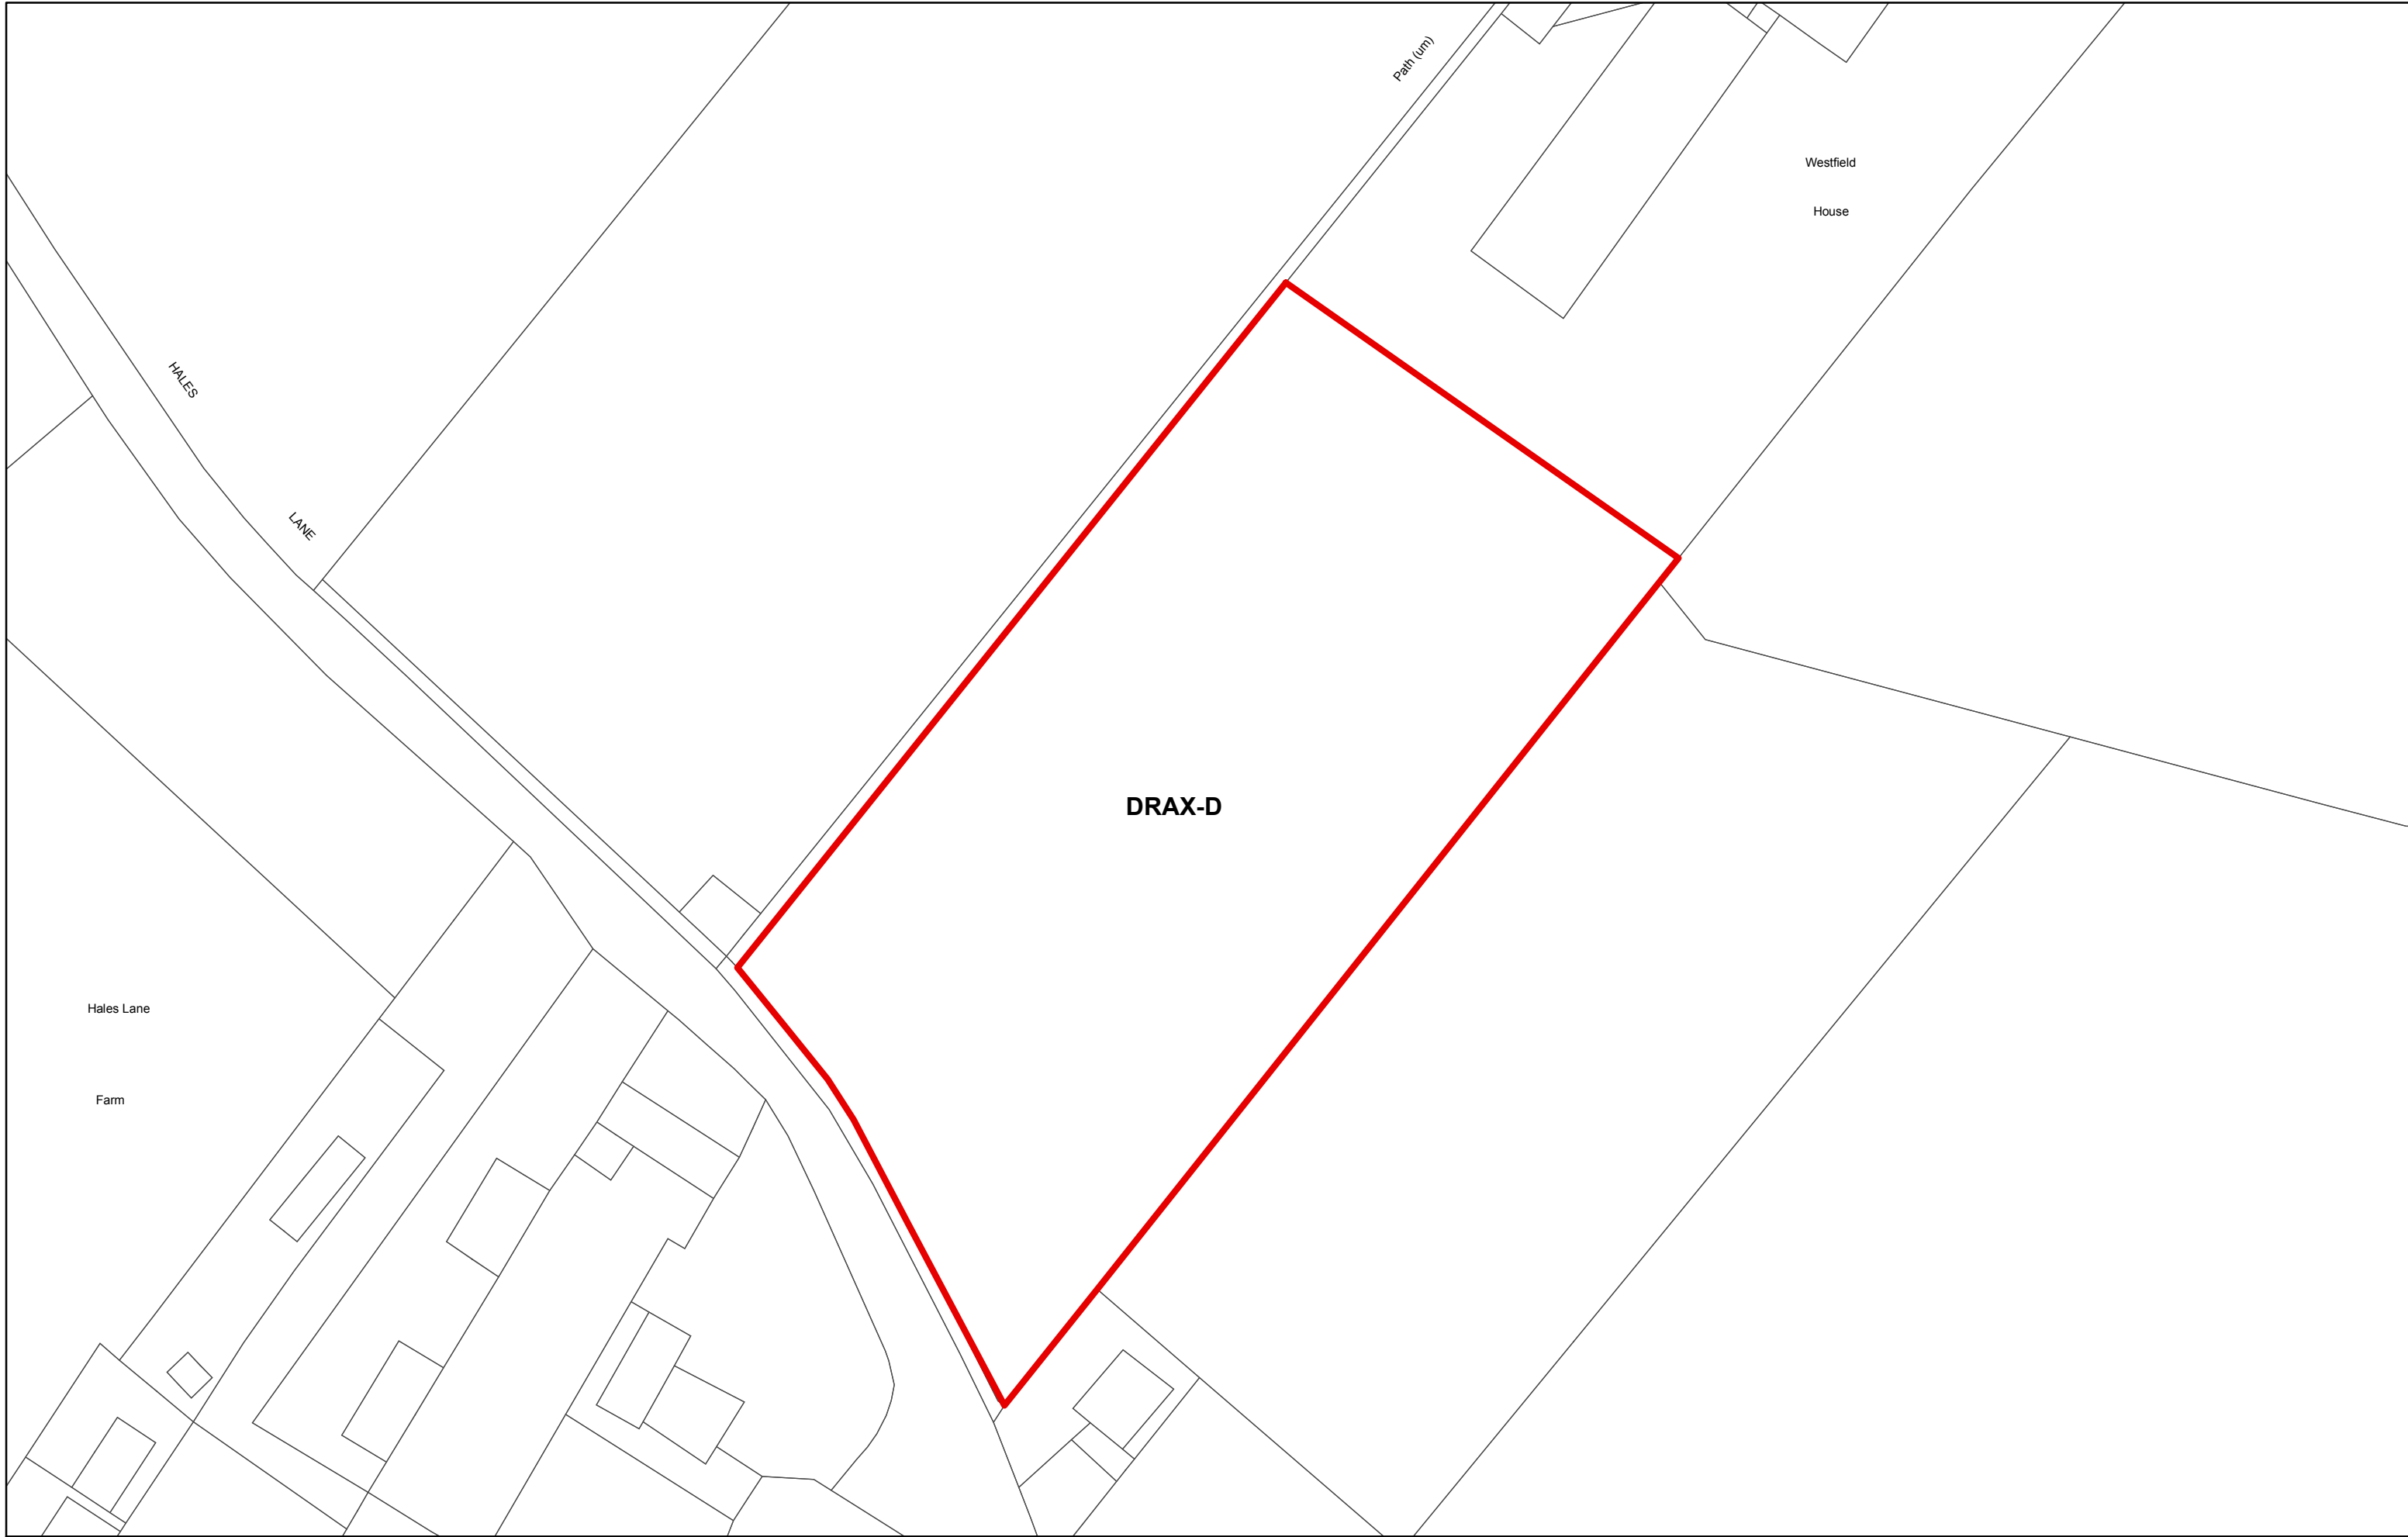 Path (um)
Westfield
House
HALES
LANE
DRAX-D
Hales Lane
Farm